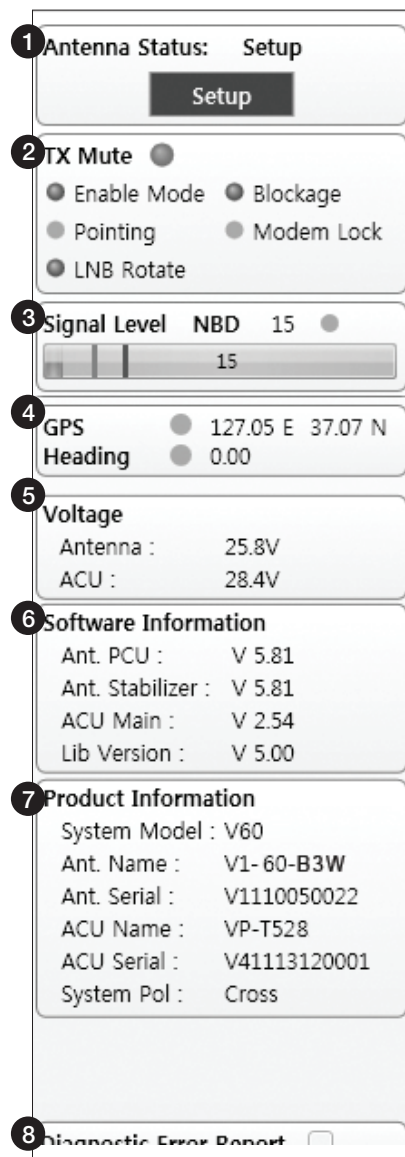 1 Antenna Status: Setup
Setup
2 TX Mute
Enable Mode Blockage
Pointing Modem Lock
LNB Rotate
3 Signal Level NBD 15
15
4 GPS 127.05 E 37.07 N
Heading 0.00
5 Voltage
Antenna : 25.8V
ACU : 28.4V
6 Software Information
Ant. PCU : V 5.81
Ant. Stabilizer : V 5.81
ACU Main : V 2.54
Lib Version : V 5.00
7 Product Information
System Model : V60
Ant. Name : V1- 60-B3W
Ant. Serial : V1110050022
ACU Name : VP-T528
ACU Serial : V41113120001
System Pol : Cross
8 Diagnostic Error Report